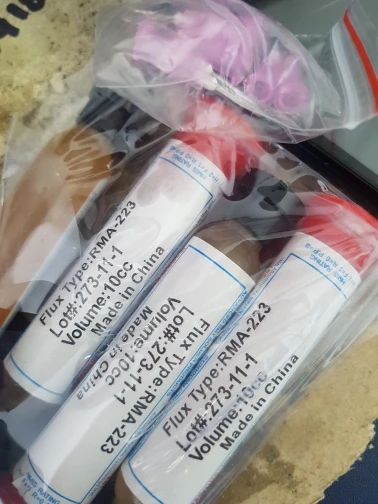 Flux Type:RMA-223
Lot#:273-11-1
Volume:10cc
Made in China
Flux Type:RMA-223
Lot#:273-11-1
Volume:10cc
Made in China
Flux Type:RMA-223
Lot#:273-11-1
Volume:10cc
Made in China